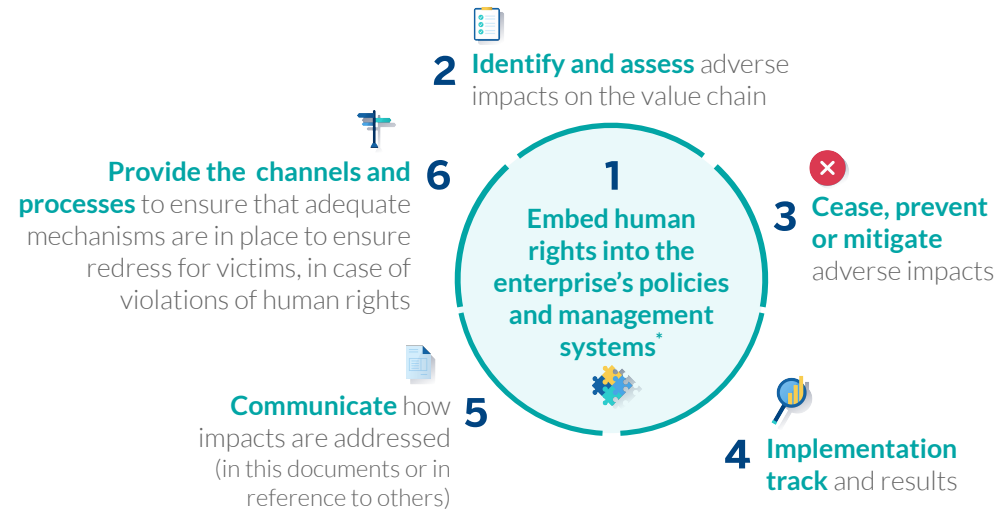 1
Embed human
rights into the
enterprise's policies
and management
systems*
2
Identify and assess adverse
impacts on the value chain
3
Cease, prevent
or mitigate
adverse impacts
4
Implementation
track and results
5
Communicate how
impacts are addressed
(in this documents or in
reference to others)
6
Provide the channels and
processes to ensure that adequate
mechanisms are in place to ensure
redress for victims, in case of
violations of human rights